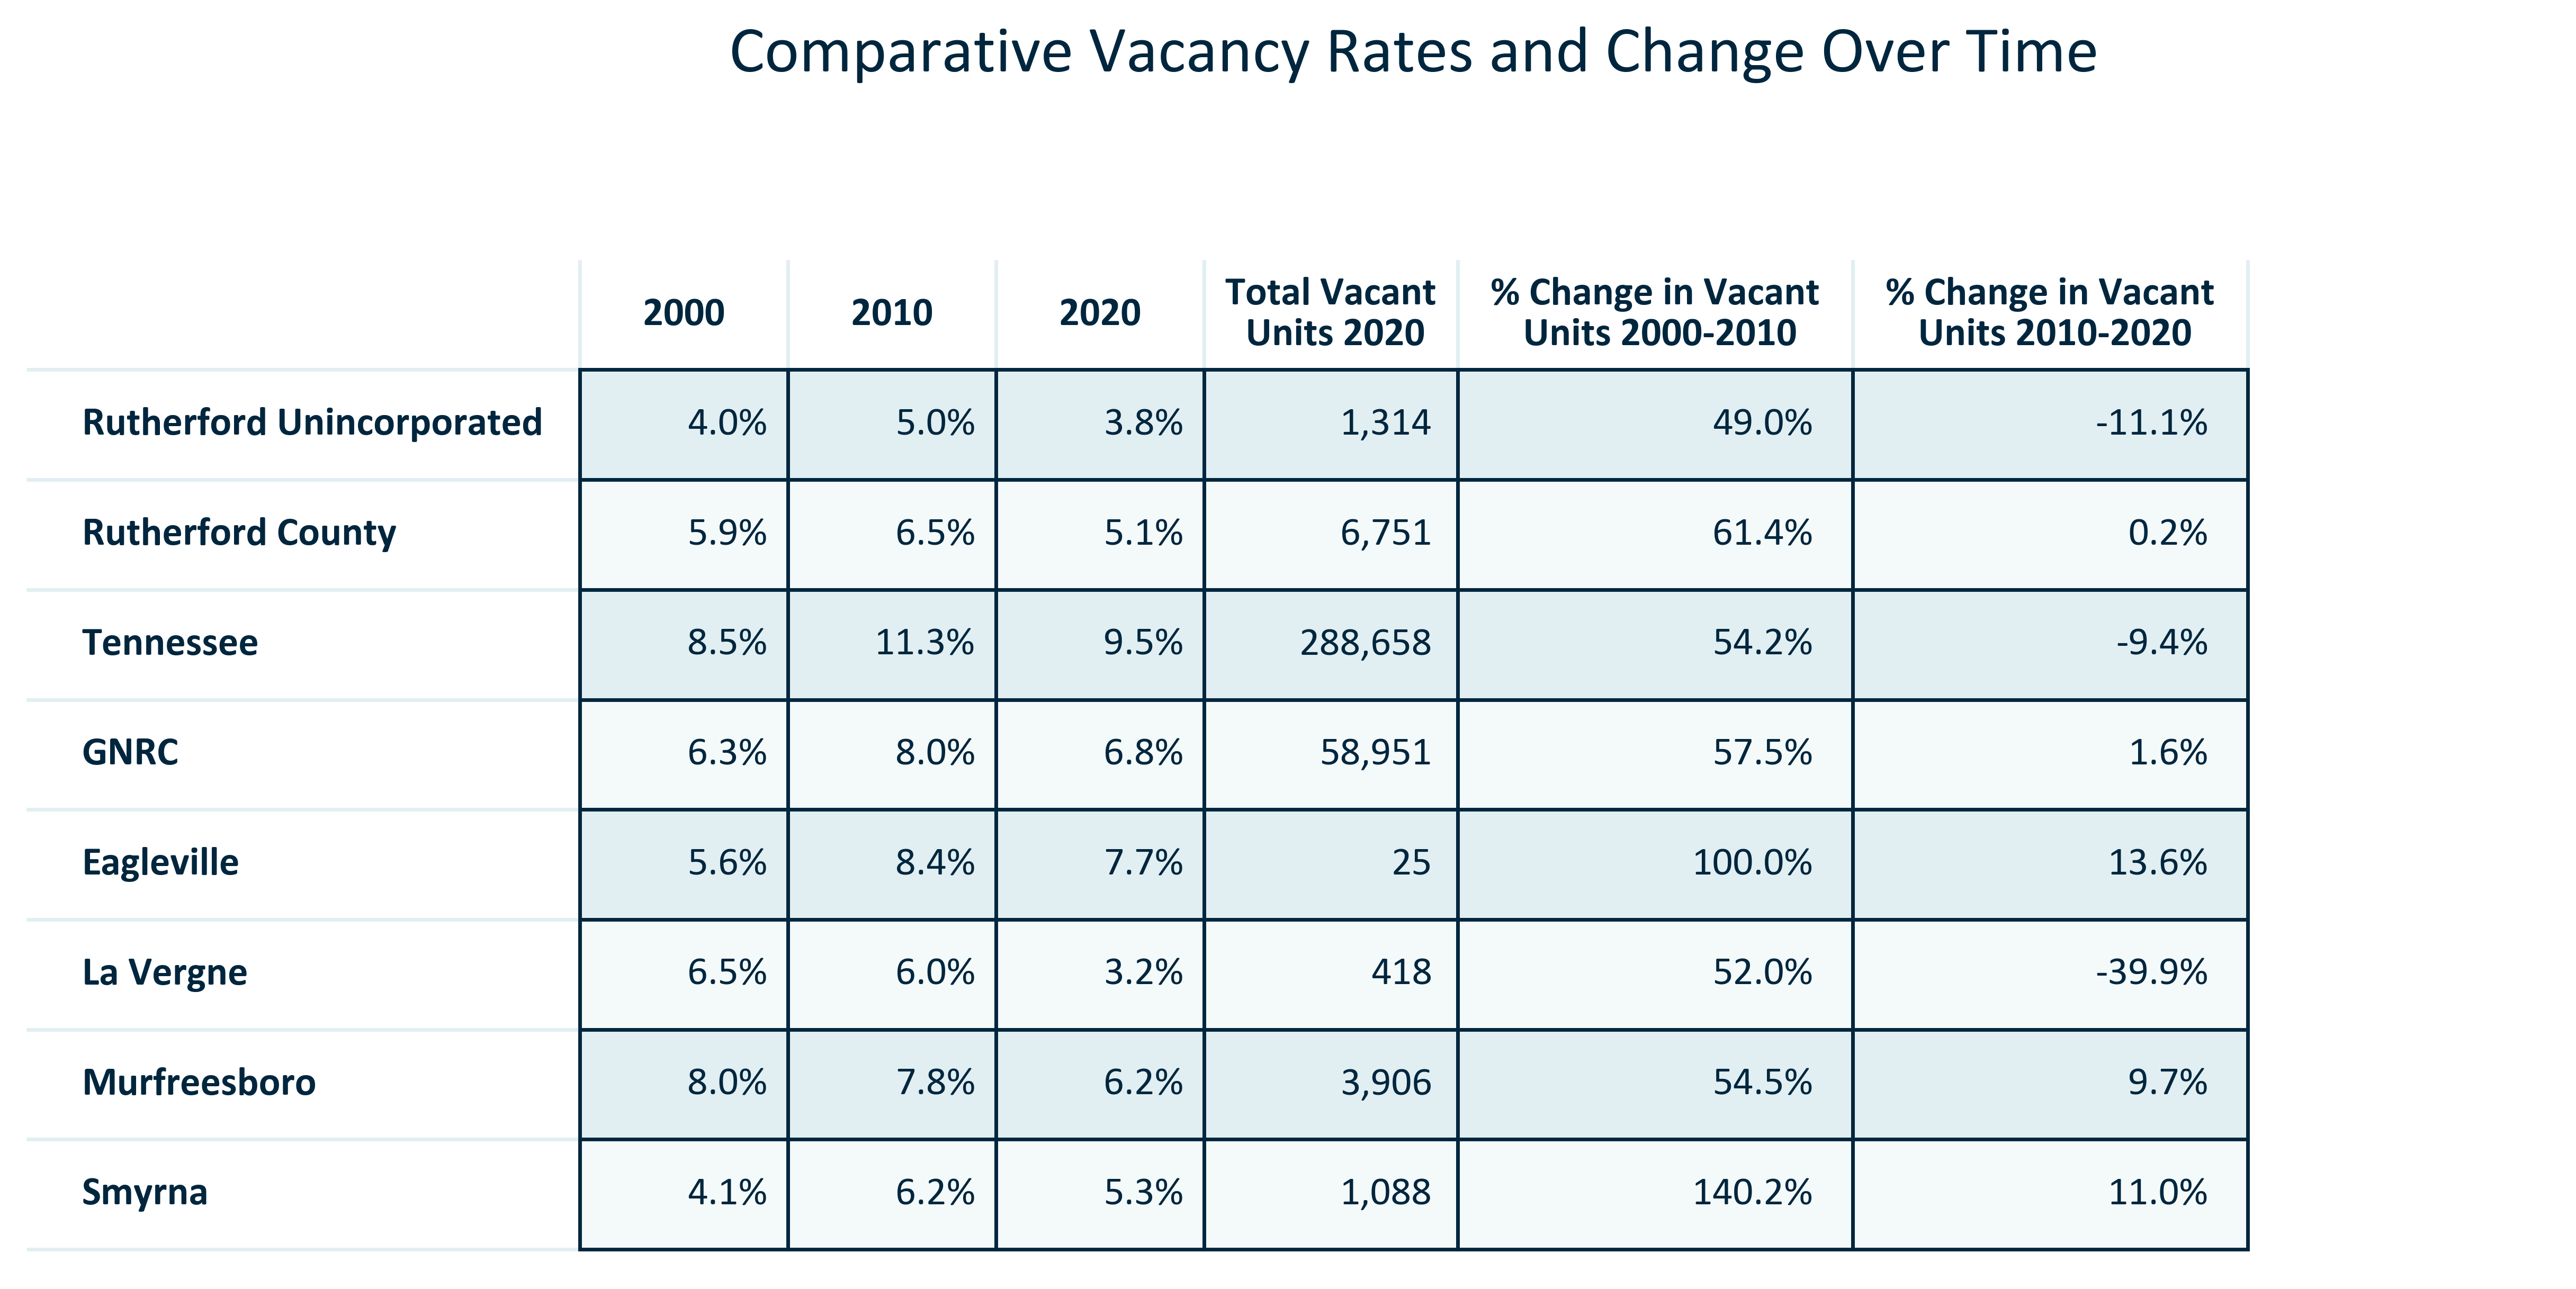 Comparative Vacancy Rates and Change Over Time
2000 2010 2020 Total Vacant Units 2020 % Change in Vacant Units 2000-2010 % Change in Vacant Units 2010-2020
Rutherford Unincorporated 4.0% 5.0% 3.8% 1,314 49.0% -11.1%
Rutherford County 5.9% 6.5% 5.1% 6,751 61.4% 0.2%
Tennessee 8.5% 11.3% 9.5% 288,658 54.2% -9.4%
GNRC 6.3% 8.0% 6.8% 58,951 57.5% 1.6%
Eagleville 5.6% 8.4% 7.7% 25 100.0% 13.6%
La Vergne 6.5% 6.0% 3.2% 418 52.0% -39.9%
Murfreesboro 8.0% 7.8% 6.2% 3,906 54.5% 9.7%
Smyrna 4.1% 6.2% 5.3% 1,088 140.2% 11.0%